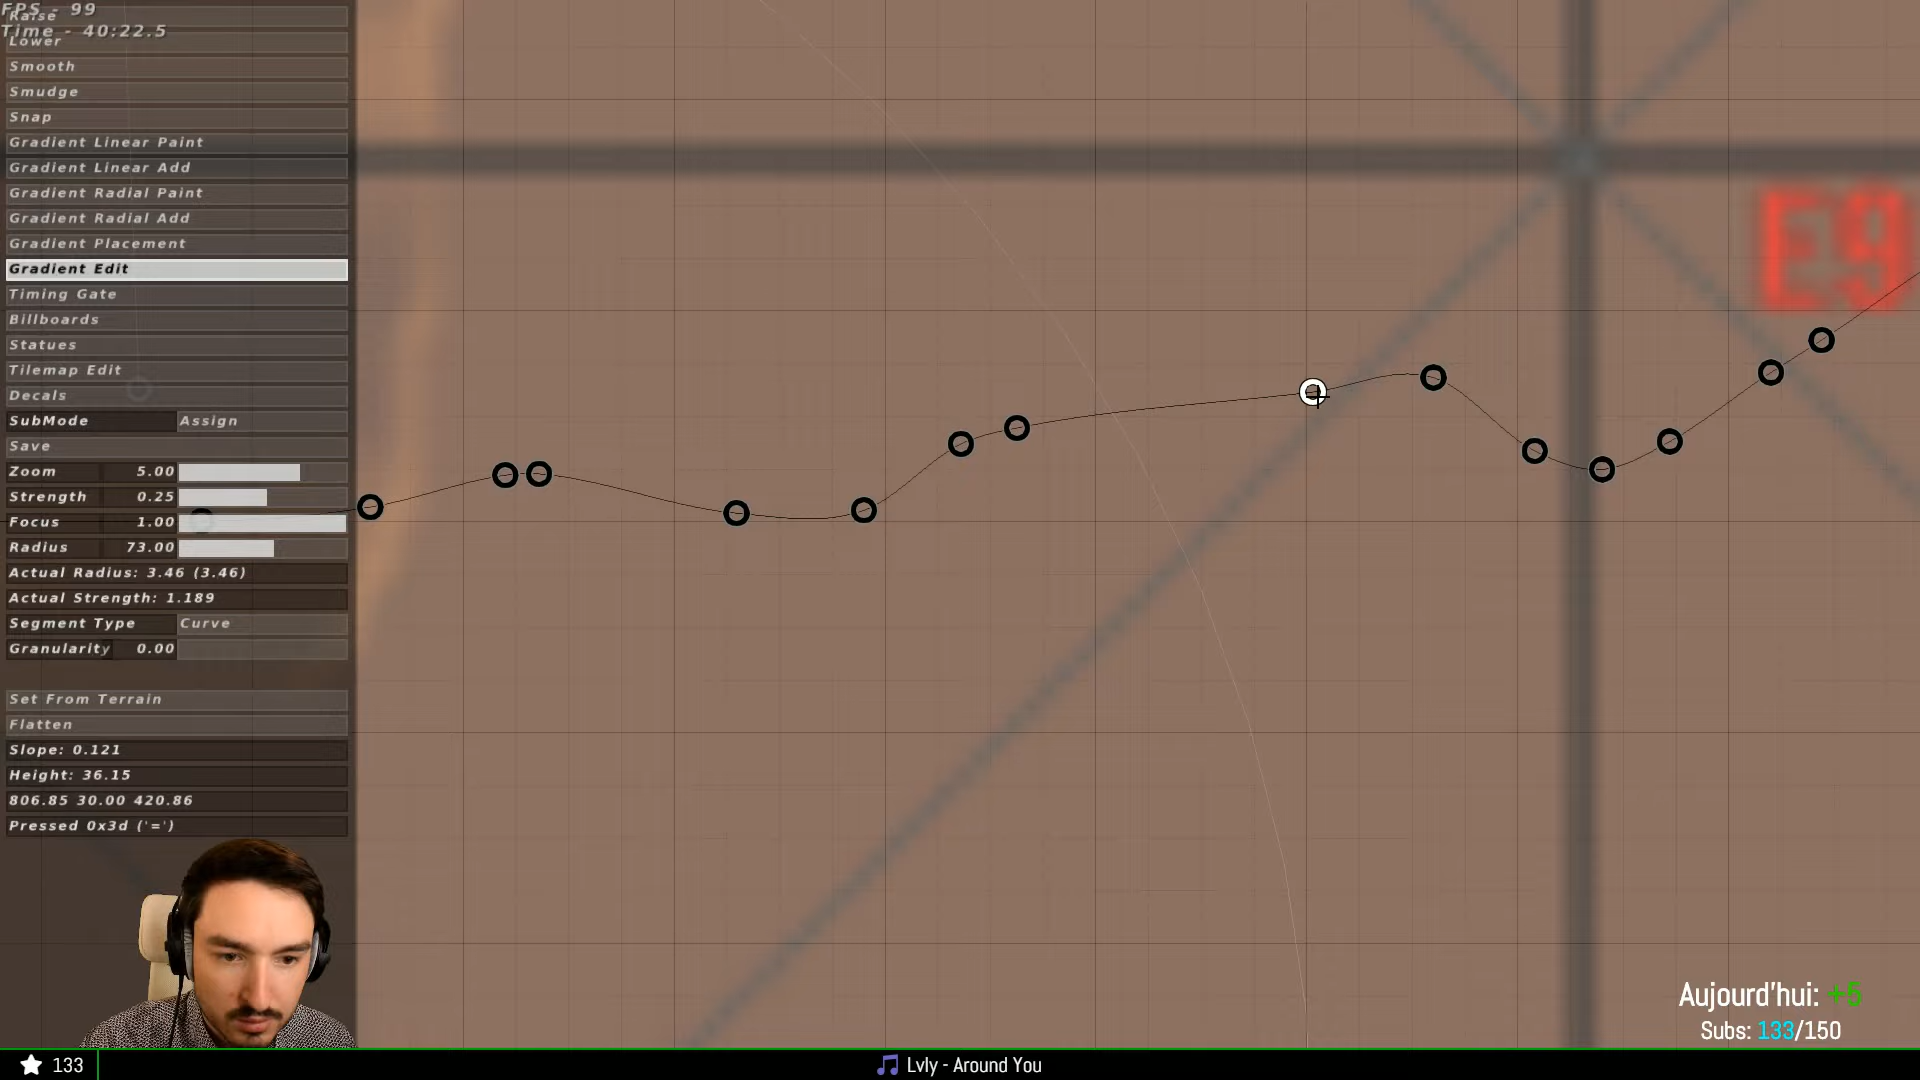 FPS - 99
Raise
Time - 40:22.5
Lower
Smooth
Smudge
Snap
Gradient Linear Paint
Gradient Linear Add
Gradient Radial Paint
Gradient Radial Add
Gradient Placement
Gradient Edit
Timing Gate
Billboards
Statues
Tilemap Edit
Decals
SubMode Assign
Save
Zoom 5.00
Strength 0.25
Focus 1.00
Radius 73.00
Actual Radius: 3.46 (3.46)
Actual Strength: 1.189
Segment Type Curve
Granularity 0.00
Set From Terrain
Flatten
Slope: 0.121
Height: 36.15
806.85 30.00 420.86
Pressed 0x3d ('=')
E9
Aujourd'hui: +5
Subs: 133/150
133
Lvly - Around You